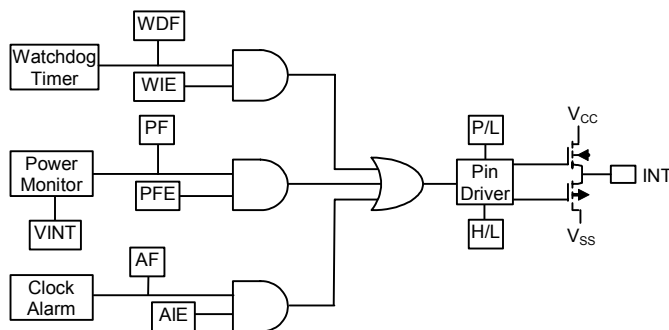 WDF
Watchdog
Timer
WIE
PF
Power
Monitor
PFE
VINT
AF
Clock
Alarm
AIE
P/L
Pin
Driver
H/L
VCC
INT
VSS